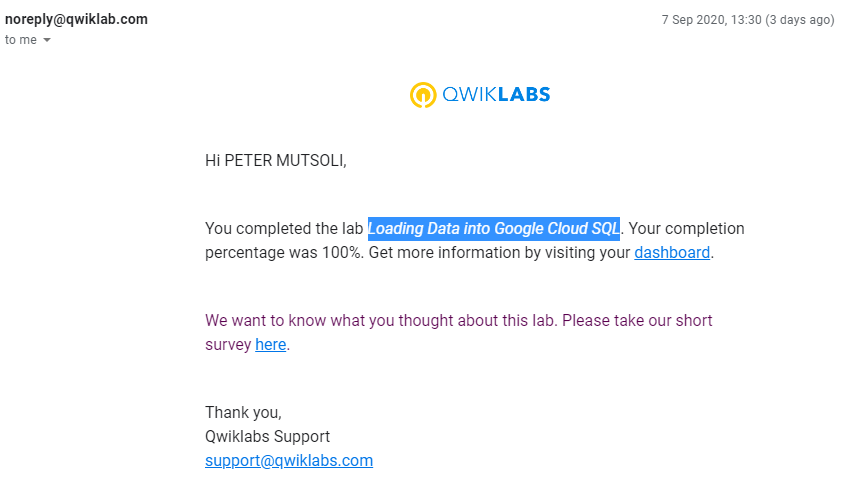 noreply@qwiklab.com
7 Sep 2020, 13:30 (3 days ago)
to me
QWIKLABS
Hi PETER MUTSOLI,
You completed the lab Loading Data into Google Cloud SQL. Your completion
percentage was 100%. Get more information by visiting your dashboard.
We want to know what you thought about this lab. Please take our short
survey here.
Thank you,
Qwiklabs Support
support@qwiklabs.com